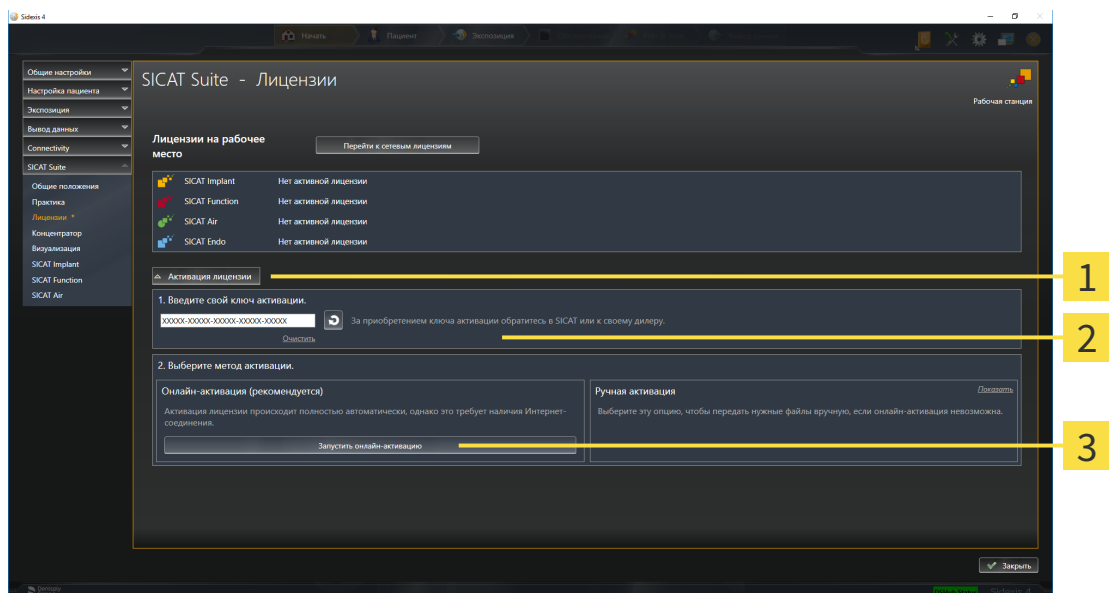 Sidexis 4
Начать
Пациент
Экспозиция
Общие настройки
Настройка пациента
Экспозиция
Вывод данных
Connectivity
SICAT Suite
Общие положения
Практика
Лицензии *
Концентратор
Визуализация
SICAT Implant
SICAT Function
SICAT Air
SICAT Suite - Лицензии
Рабочая станция
Лицензии на рабочее
место
Перейти к сетевым лицензиям
SICAT Implant Нет активной лицензии
SICAT Function Нет активной лицензии
SICAT Air Нет активной лицензии
SICAT Endo Нет активной лицензии
Активация лицензии
1
1. Введите свой ключ активации.
XXXXX-XXXXX-XXXXX-XXXXX-XXXXX
За приобретением ключа активации обратитесь в SICAT или к своему дилеру.
Очистить
2
2. Выберите метод активации.
Онлайн-активация (рекомендуется)
Активация лицензии происходит полностью автоматически, однако это требует наличия Интернет-
соединения.
Запустить онлайн-активацию
Ручная активация
Показать
Выберите эту опцию, чтобы передать нужные файлы вручную, если онлайн-активация невозможна.
3
Закрыть
Dentsply
Sidexis 4